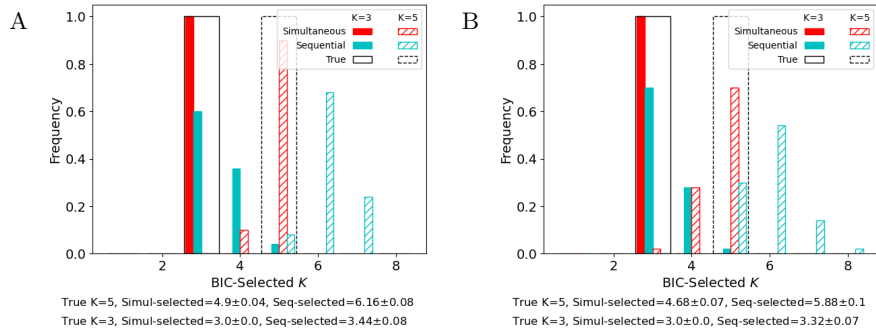 A
Frequency
1.0
0.8
0.6
0.4
0.2
0.0
K=3 K=5
Simultaneous
Sequential
True
2 4 6 8
BIC-Selected K
True K=5, Simul-selected=4.9±0.04, Seq-selected=6.16±0.08
True K=3, Simul-selected=3.0±0.0, Seq-selected=3.44±0.08
B
Frequency
1.0
0.8
0.6
0.4
0.2
0.0
K=3 K=5
Simultaneous
Sequential
True
2 4 6 8
BIC-Selected K
True K=5, Simul-selected=4.68±0.07, Seq-selected=5.88±0.1
True K=3, Simul-selected=3.0±0.0, Seq-selected=3.32±0.07